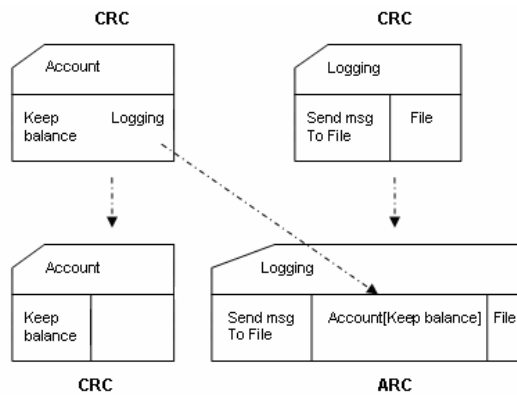 CRC
CRC
Account
Logging
Keep
balance
Logging
Send msg
To File
File
Account
Logging
Keep
balance
Send msg
To File
Account[Keep balance]
File
CRC
ARC